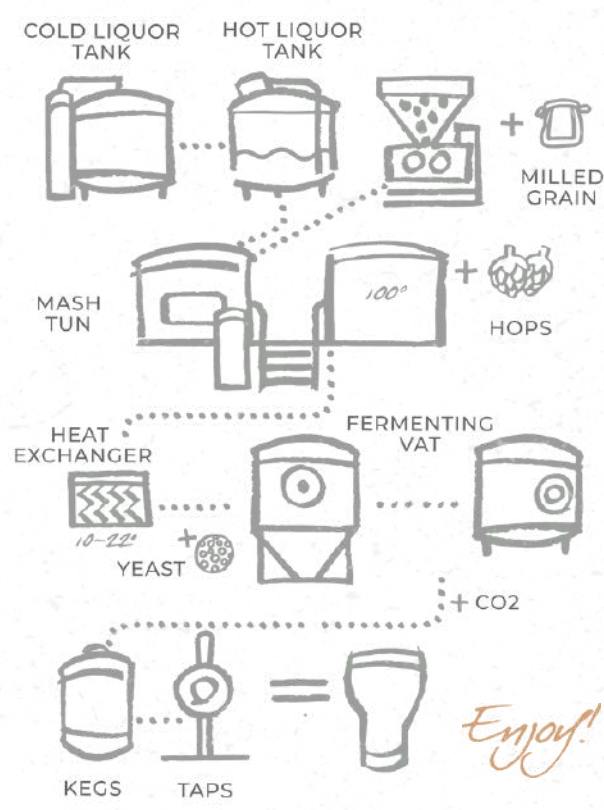 COLD LIQUOR
TANK
HOT LIQUOR
TANK
+
MILLED
GRAIN
MASH
TUN
100°
+
HOPS
HEAT
EXCHANGER
FERMENTING
VAT
10-22°
+
YEAST
+ CO2
=
KEGS
TAPS
Enjoy!